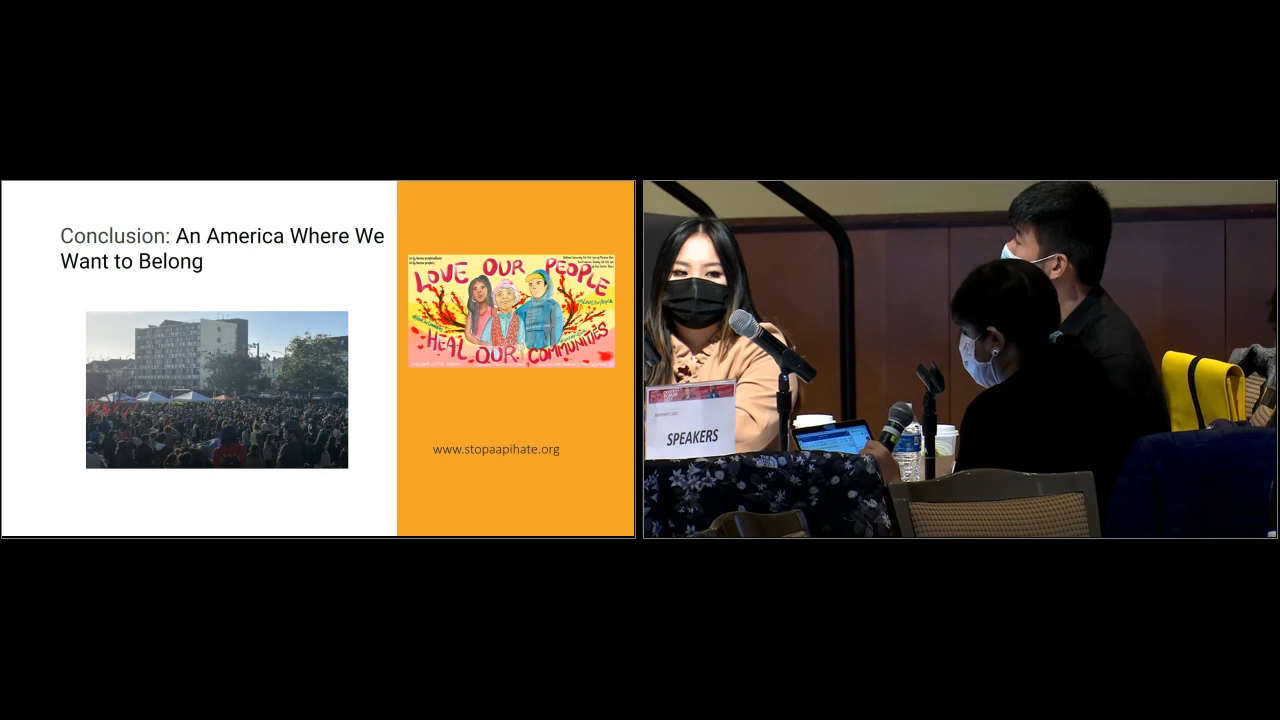 Conclusion: An America Where We
Want to Belong
LOVE OUR PEOPLE
HEAL OUR COMMUNITIES
www.stopaapihate.org
SPEAKERS